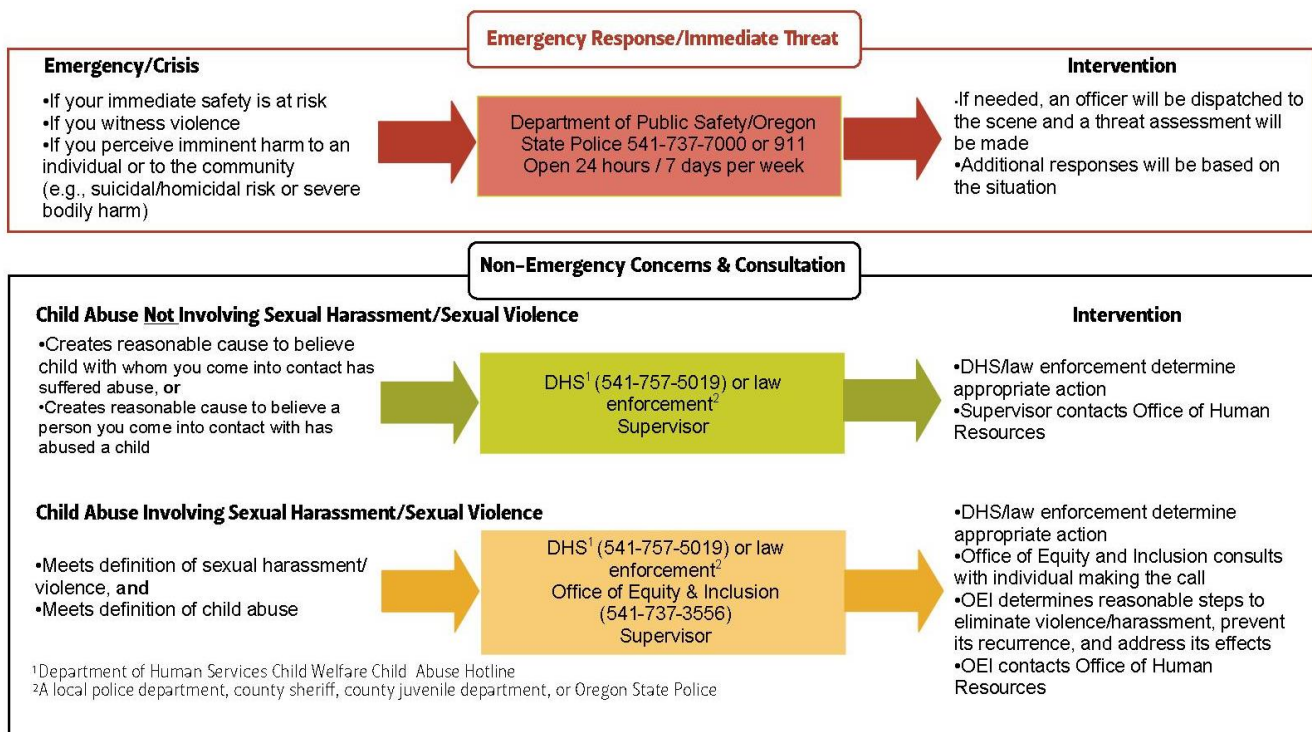 Emergency Response/Immediate Threat
Emergency/Crisis
•If your immediate safety is at risk
•If you witness violence
•If you perceive imminent harm to an
individual or to the community
(e.g., suicidal/homicidal risk or severe
bodily harm)
Department of Public Safety/Oregon
State Police 541-737-7000 or 911
Open 24 hours / 7 days per week
Intervention
•If needed, an officer will be dispatched to
the scene and a threat assessment will
be made
•Additional responses will be based on
the situation
Non-Emergency Concerns & Consultation
Child Abuse Not Involving Sexual Harassment/Sexual Violence
•Creates reasonable cause to believe
child with whom you come into contact has
suffered abuse, or
•Creates reasonable cause to believe a
person you come into contact with has
abused a child
DHS¹ (541-757-5019) or law
enforcement²
Supervisor
Intervention
•DHS/law enforcement determine
appropriate action
•Supervisor contacts Office of Human
Resources
Child Abuse Involving Sexual Harassment/Sexual Violence
•Meets definition of sexual harassment/
violence, and
•Meets definition of child abuse
DHS¹ (541-757-5019) or law
enforcement²
Office of Equity & Inclusion
(541-737-3556)
Supervisor
•DHS/law enforcement determine
appropriate action
•Office of Equity and Inclusion consults
with individual making the call
•OEI determines reasonable steps to
eliminate violence/harassment, prevent
its recurrence, and address its effects
•OEI contacts Office of Human
Resources
¹Department of Human Services Child Welfare Child Abuse Hotline
²A local police department, county sheriff, county juvenile department, or Oregon State Police